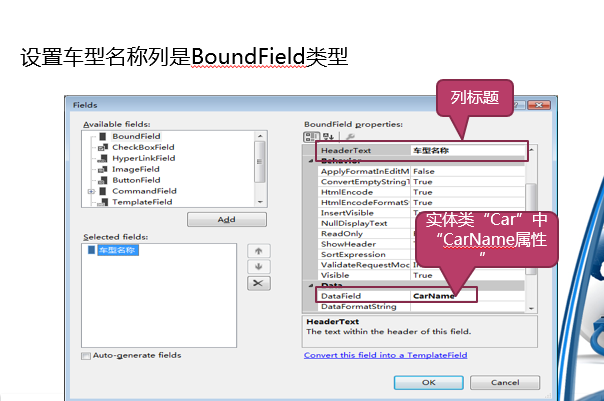 设置车型名称列是BoundField类型
Fields
列标题
Available fields:
BoundField
CheckBoxField
HyperLinkField
ImageField
ButtonField
CommandField
TemplateField
Add
Selected fields:
车型名称
Auto-generate fields
BoundField properties:
HeaderText 车型名称
Behavior
ApplyFormatInEditM False
ConvertEmptyStringT True
HtmlEncode True
HtmlEncodeFormatS True
InsertVisible
NullDisplayText
ReadOnly
ShowHeader
SortExpression
ValidateRequestMod
Visible True
实体类“Car”中
“CarName属性
”
Data
DataField CarName
DataFormatString
HeaderText
The text within the header of this field.
Convert this field into a TemplateField
OK
Cancel